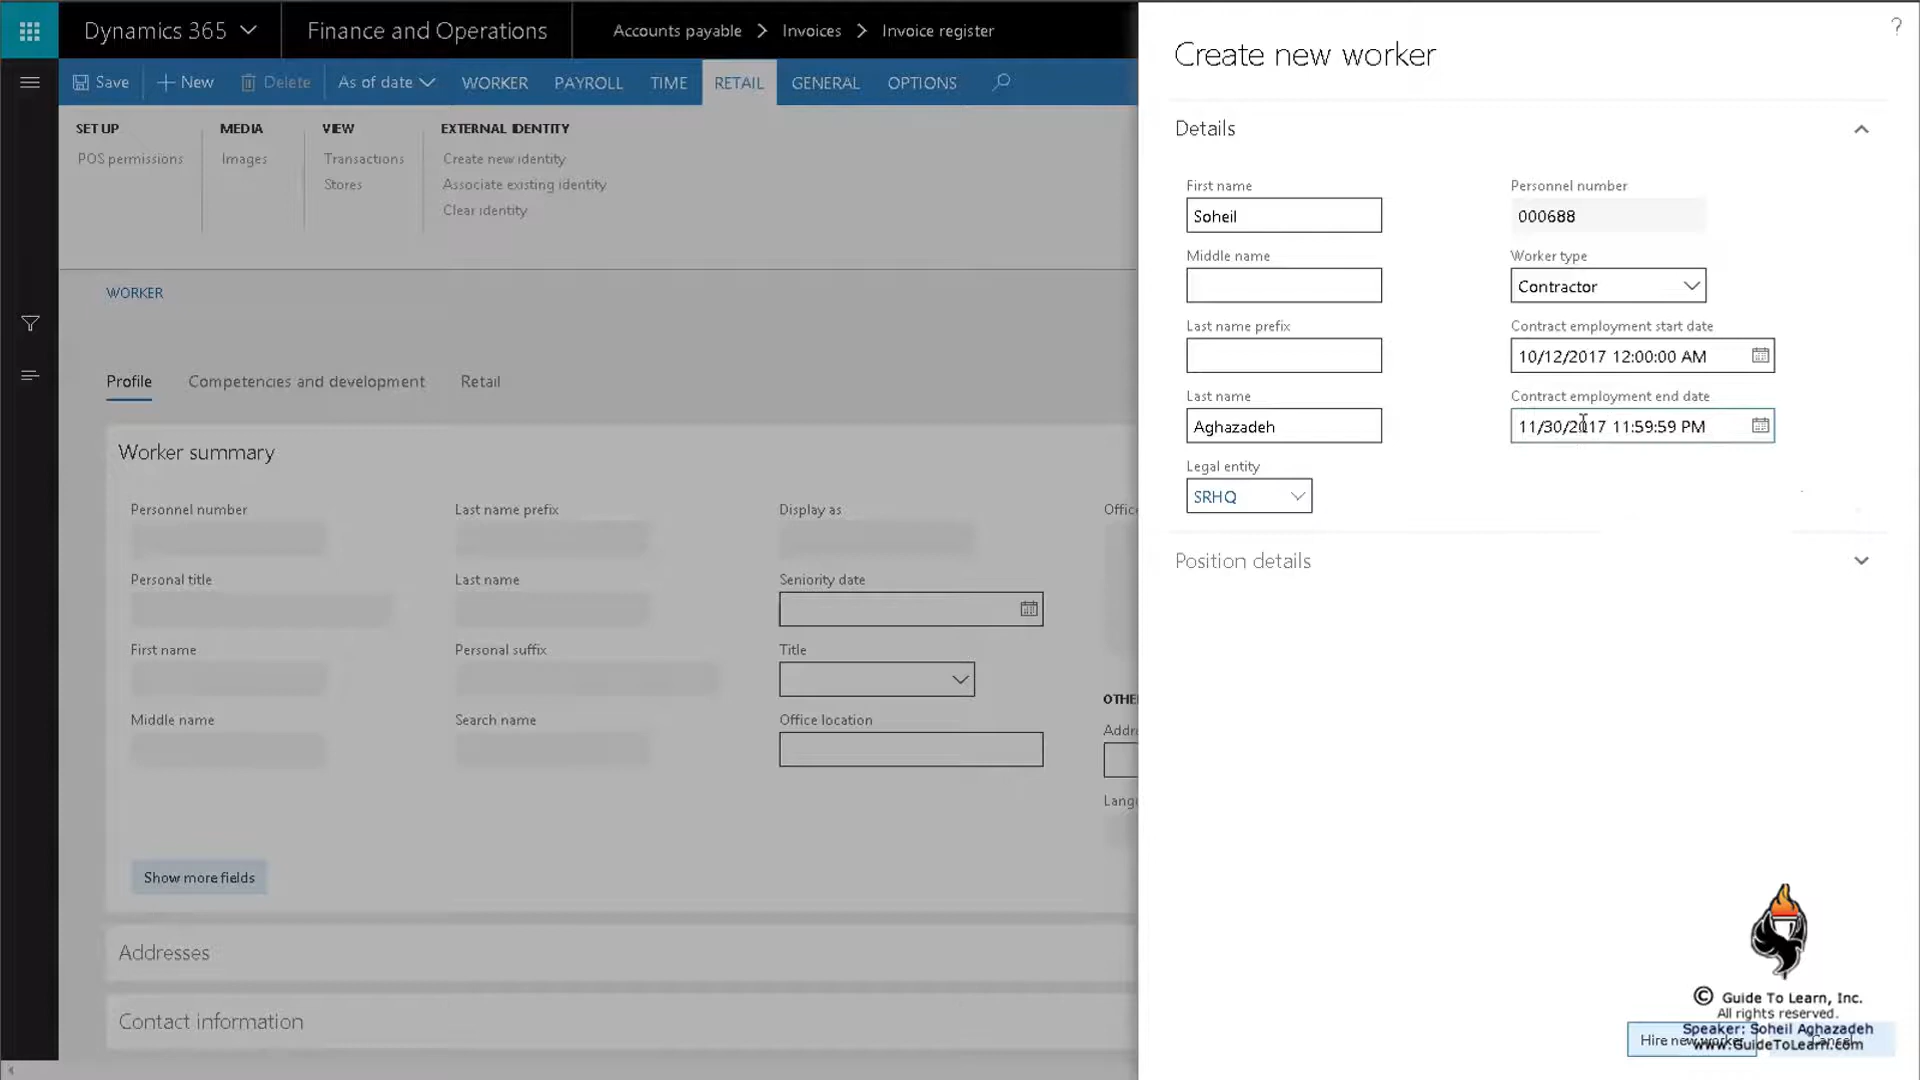 Dynamics 365
Finance and Operations
Accounts payable > Invoices > Invoice register
?
Save
New
Delete
As of date
WORKER
PAYROLL
TIME
RETAIL
GENERAL
OPTIONS
SET UP
POS permissions
MEDIA
Images
VIEW
Transactions
Stores
EXTERNAL IDENTITY
Create new identity
Associate existing identity
Clear identity
WORKER
Profile
Competencies and development
Retail
Worker summary
Personnel number
Personal title
First name
Middle name
Last name prefix
Last name
Personal suffix
Search name
Display as
Seniority date
Title
Office location
Show more fields
Addresses
Contact information
Create new worker
Details
First name
Soheil
Middle name
Last name prefix
Last name
Aghazadeh
Legal entity
SRHQ
Personnel number
000688
Worker type
Contractor
Contract employment start date
10/12/2017 12:00:00 AM
Contract employment end date
11/30/2017 11:59:59 PM
Position details
© Guide To Learn, Inc.
All rights reserved.
Speaker: Soheil Aghazadeh
www.GuideToLearn.com